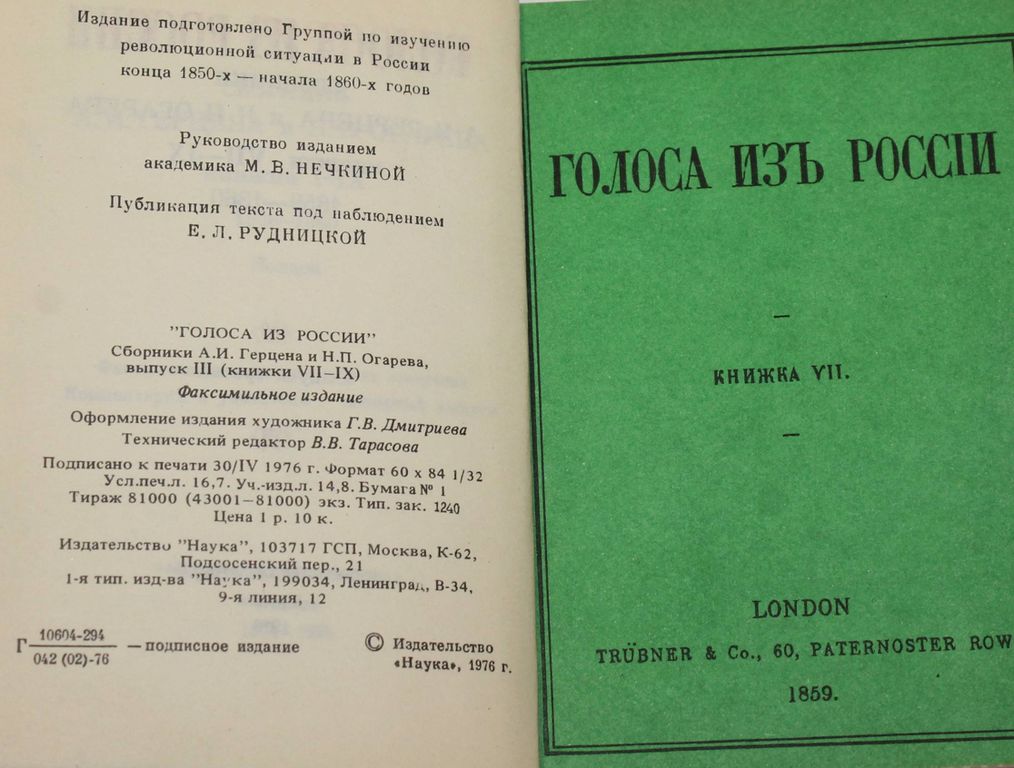 Издание подготовлено Группой по изучению
революционной ситуации в России
конца 1850-х — начала 1860-х годов
Руководство изданием
академика М. В. НЕЧКИНОЙ
Публикация текста под наблюдением
Е. Л. РУДНИЦКОЙ
"ГОЛОСА ИЗ РОССИИ"
Сборники А.И. Герцена и Н.П. Огарева,
выпуск III (книжки VII—IX)
Факсимильное издание
Оформление издания художника Г.В. Дмитриева
Технический редактор В.В. Тарасова
Подписано к печати 30/IV 1976 г. Формат 60 х 84 1/32
Усл.печ.л. 16,7. Уч.-изд.л. 14,8. Бумага № 1
Тираж 81000 (43001—81000) экз. Тип. зак. 1240
Цена 1 р. 10 к.
Издательство "Наука", 103717 ГСП, Москва, К-62,
Подсосенский пер., 21
1-я тип. изд-ва "Наука", 199034, Ленинград, В-34,
9-я линия, 12
Г 10604-294
042 (02)-76 — подписное издание
© Издательство
«Наука», 1976 г.
ГОЛОСА ИЗЪ РОССІИ
—
КНИЖКА VII.
—
LONDON
TRÜBNER & Co., 60, PATERNOSTER ROW
1859.